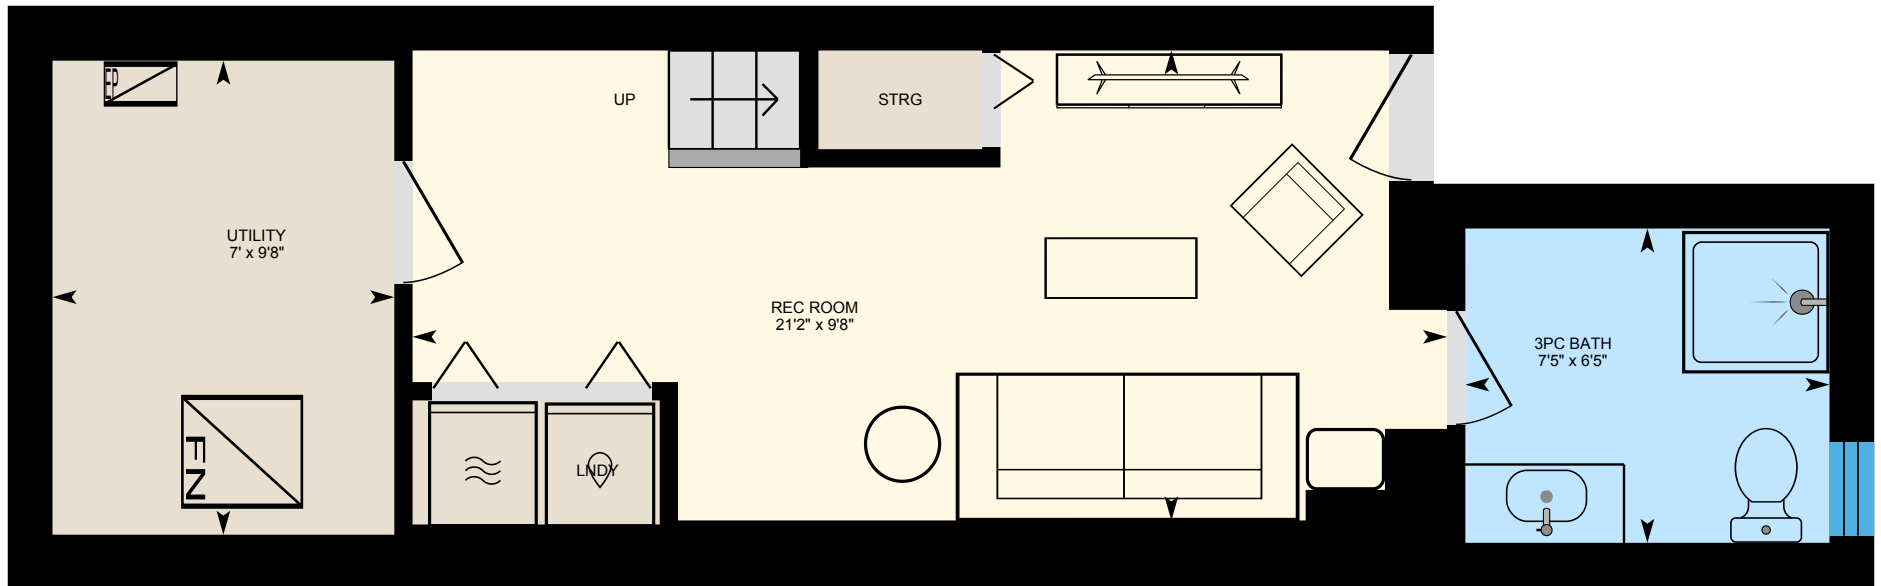 UP
STRG
UTILITY
7' x 9'8"
REC ROOM
21'2" x 9'8"
3PC BATH
7'5" x 6'5"
LNDY
FN